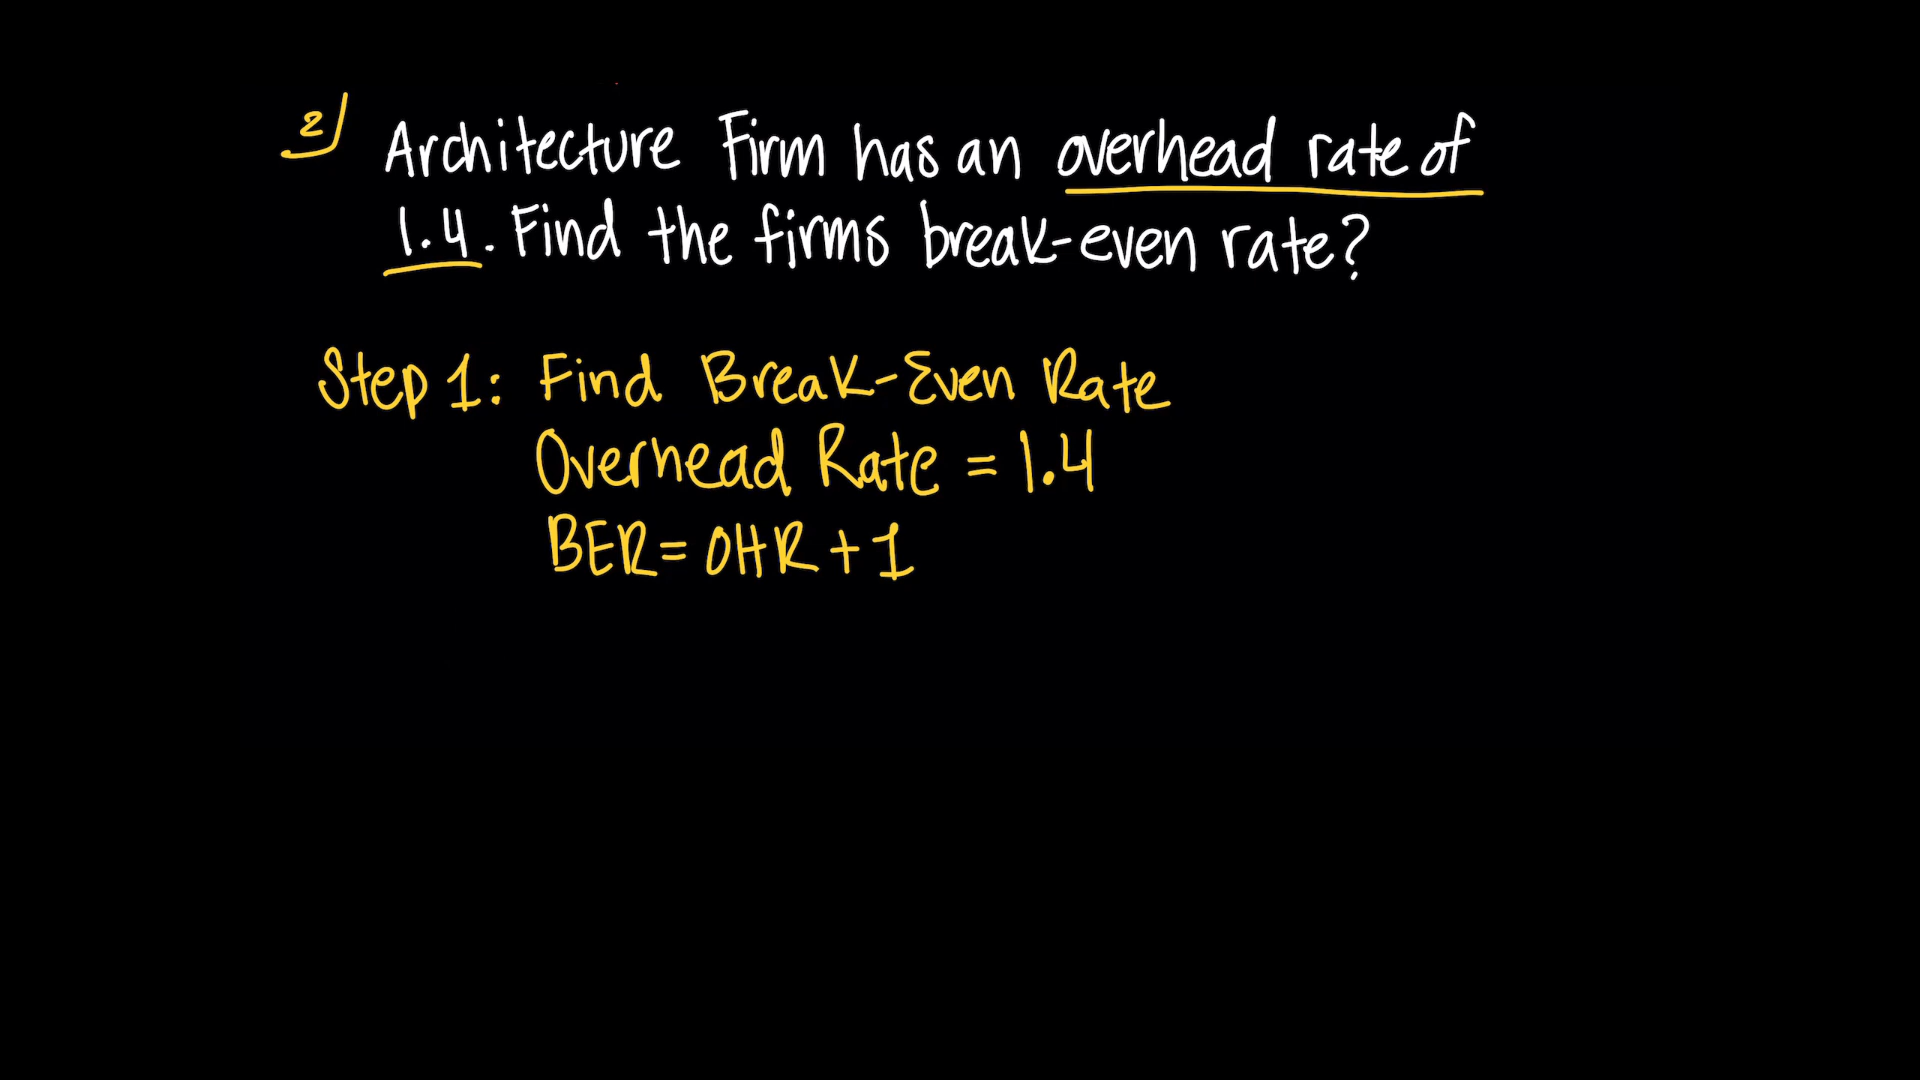 2) Architecture Firm has an overhead rate of
1.4. Find the firms break-even rate?
Step 1: Find Break-Even Rate
Overhead Rate = 1.4
BER = OHR + 1